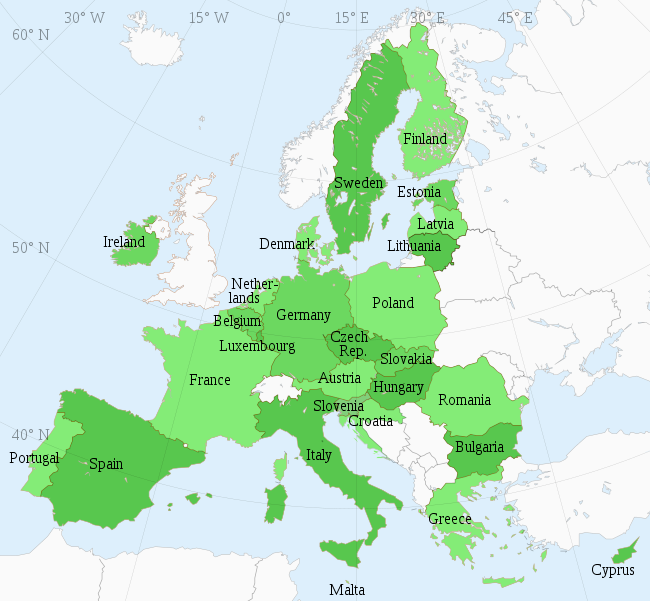 30° W
15° W
0°
15° E
30° E
45° E
60° N
Finland
Sweden
Estonia
Latvia
Ireland
Denmark
Lithuania
50° N
Nether-
lands
Poland
Germany
Belgium
Czech
Rep.
Luxembourg
Slovakia
France
Austria
Hungary
Romania
Slovenia
Croatia
40° N
Bulgaria
Portugal
Spain
Italy
Greece
Cyprus
Malta